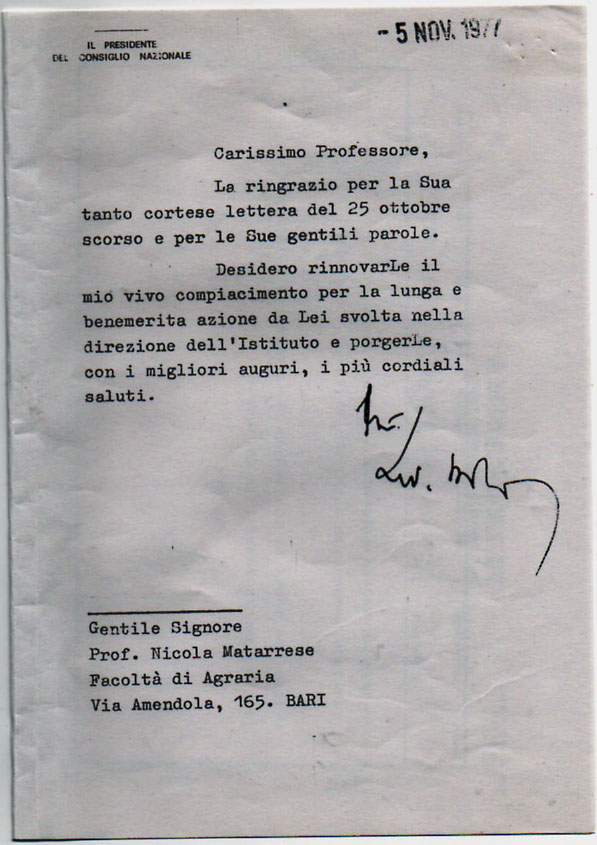 IL PRESIDENTE
DEL CONSIGLIO NAZIONALE
- 5 NOV. 1977
Carissimo Professore,
La ringrazio per la Sua
tanto cortese lettera del 25 ottobre
scorso e per le Sue gentili parole.
Desidero rinnovarLe il
mio vivo compiacimento per la lunga e
benemerita azione da Lei svolta nella
direzione dell'Istituto e porgerLe,
con i migliori auguri, i più cordiali
saluti.
Gentile Signore
Prof. Nicola Matarrese
Facoltà di Agraria
Via Amendola, 165. BARI